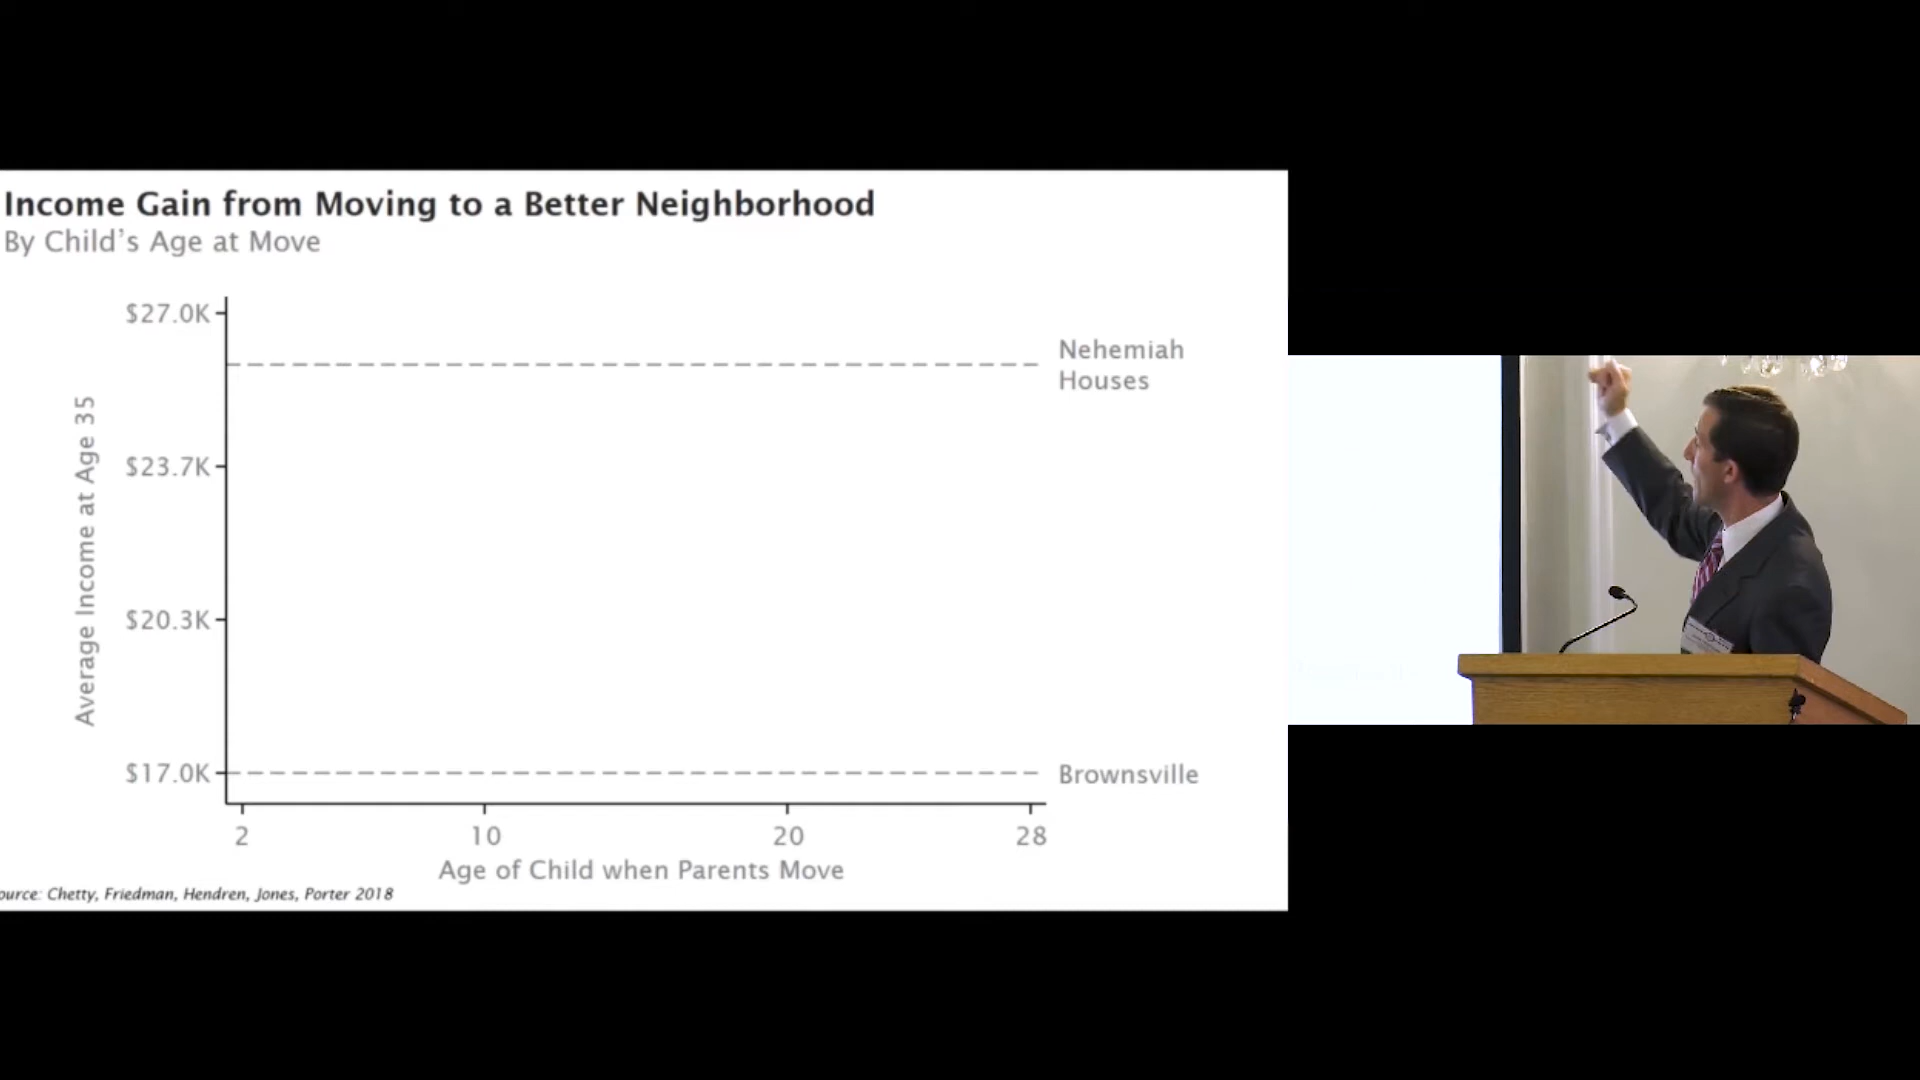 Income Gain from Moving to a Better Neighborhood
By Child's Age at Move
$27.0K
$23.7K
$20.3K
$17.0K
Average Income at Age 35
Nehemiah
Houses
Brownsville
2 10 20 28
Age of Child when Parents Move
ource: Chetty, Friedman, Hendren, Jones, Porter 2018